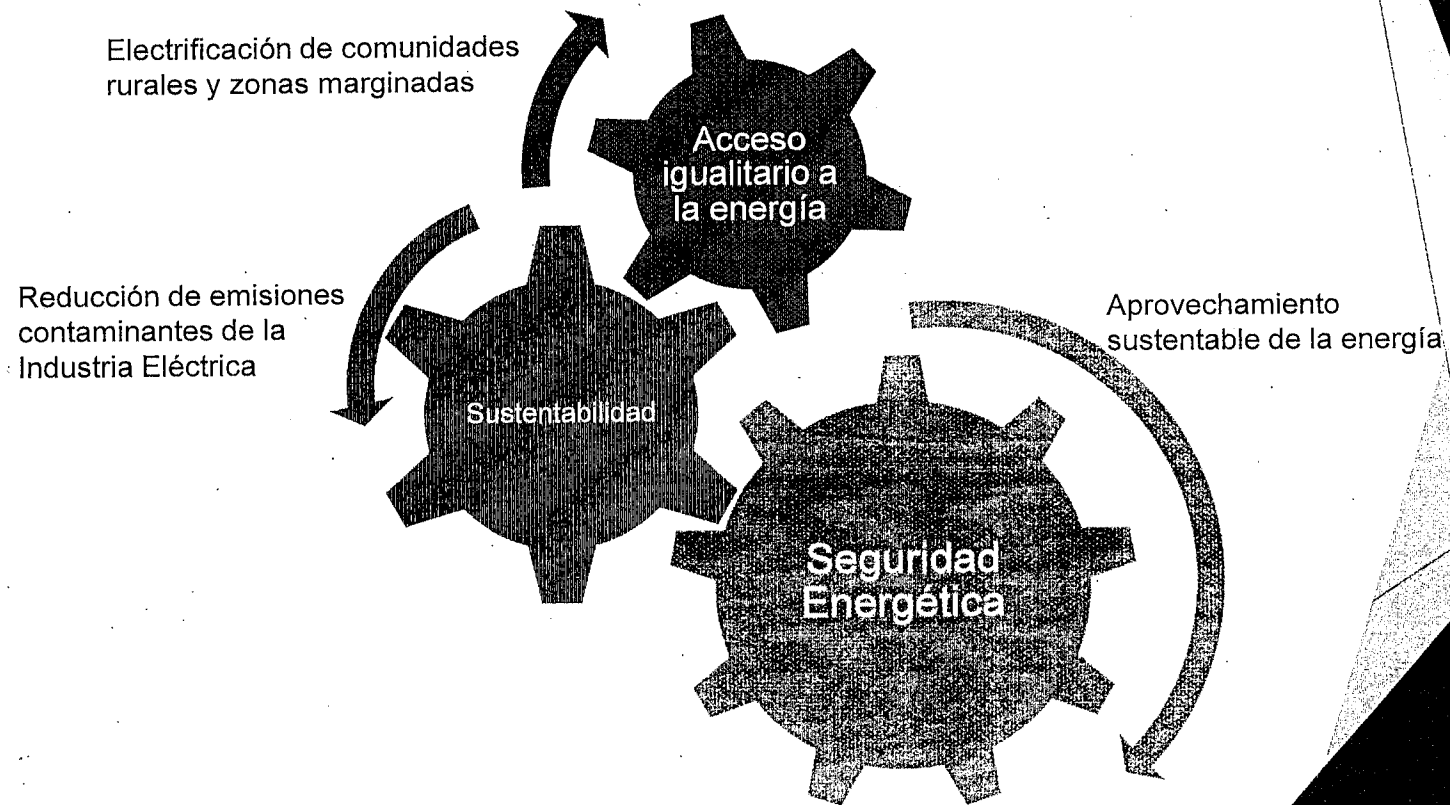 Electrificación de comunidades
rurales y zonas marginadas
Acceso
igualitario a
la energía
Reducción de emisiones
contaminantes de la
Industria Eléctrica
Sustentabilidad
Aprovechamiento
sustentable de la energía
Seguridad
Energética